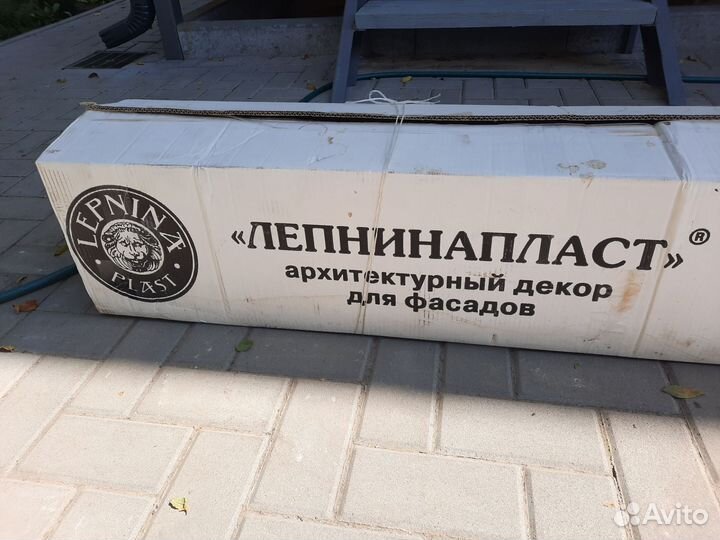 LEPNINA
PLAST
«ЛЕПНИНАПЛАСТ»®
архитектурный декор
для фасадов
Avito